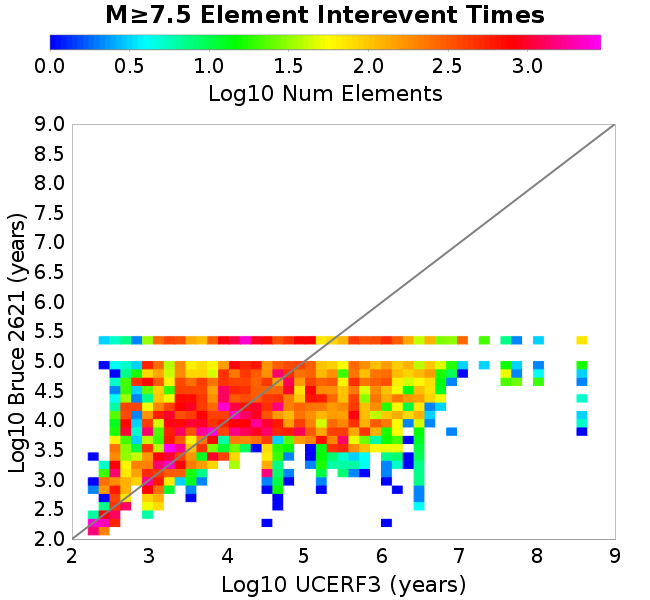 M≥7.5 Element Interevent Times
0.0 0.5 1.0 1.5 2.0 2.5 3.0
Log10 Num Elements
Log10 Bruce 2621 (years)
9.0
8.5
8.0
7.5
7.0
6.5
6.0
5.5
5.0
4.5
4.0
3.5
3.0
2.5
2.0
2 3 4 5 6 7 8 9
Log10 UCERF3 (years)